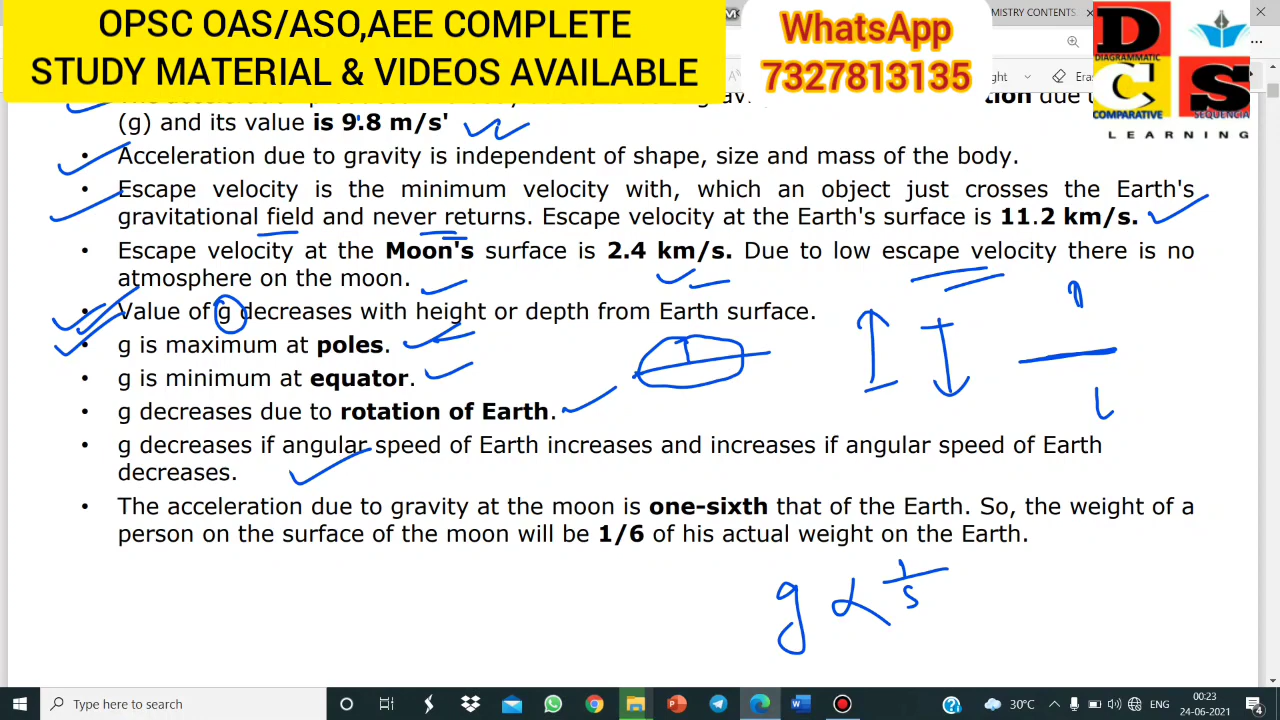 OPSC OAS/ASO,AEE COMPLETE
STUDY MATERIAL & VIDEOS AVAILABLE
WhatsApp
7327813135
MISTRY CONTENTS
D
DIAGRAMMATIC
C
COMPARATIVE
S
SEQUENCIA
LEARNING
(g) and its value is 9.8 m/s'
• Acceleration due to gravity is independent of shape, size and mass of the body.
• Escape velocity is the minimum velocity with, which an object just crosses the Earth's
gravitational field and never returns. Escape velocity at the Earth's surface is 11.2 km/s.
• Escape velocity at the Moon's surface is 2.4 km/s. Due to low escape velocity there is no
atmosphere on the moon.
• Value of g decreases with height or depth from Earth surface.
• g is maximum at poles.
• g is minimum at equator.
• g decreases due to rotation of Earth.
• g decreases if angular speed of Earth increases and increases if angular speed of Earth
decreases.
• The acceleration due to gravity at the moon is one-sixth that of the Earth. So, the weight of a
person on the surface of the moon will be 1/6 of his actual weight on the Earth.
g ∝ 1/s
Type here to search
30°C
ENG
00:23
24-06-2021
4